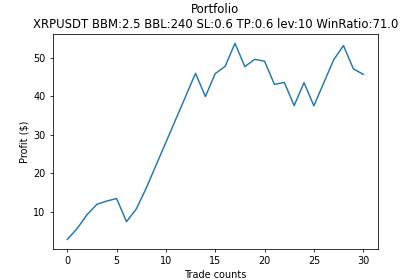 Portfolio
XRPUSDT BBM:2.5 BBL:240 SL:0.6 TP:0.6 lev:10 WinRatio:71.0
50
40
30
20
10
Profit ($)
0 5 10 15 20 25 30
Trade counts